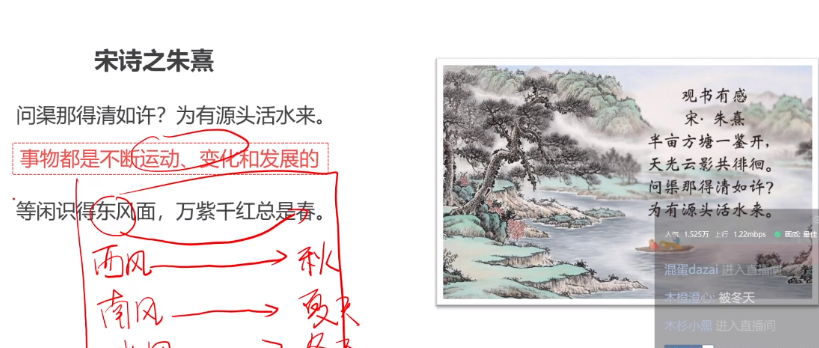 宋诗之朱熹
问渠那得清如许？为有源头活水来。
事物都是不断运动、变化和发展的
等闲识得东风面，万紫千红总是春。
西风 秋
南风 夏天
观书有感
宋·朱熹
半亩方塘一鉴开，
天光云影共徘徊。
问渠那得清如许？
为有源头活水来。
人气 1.525万 上行 1.22mbps 画质: 最佳
混蛋dazai 进入直播间
木橙澄心: 被冬天
木杉小黑 进入直播间